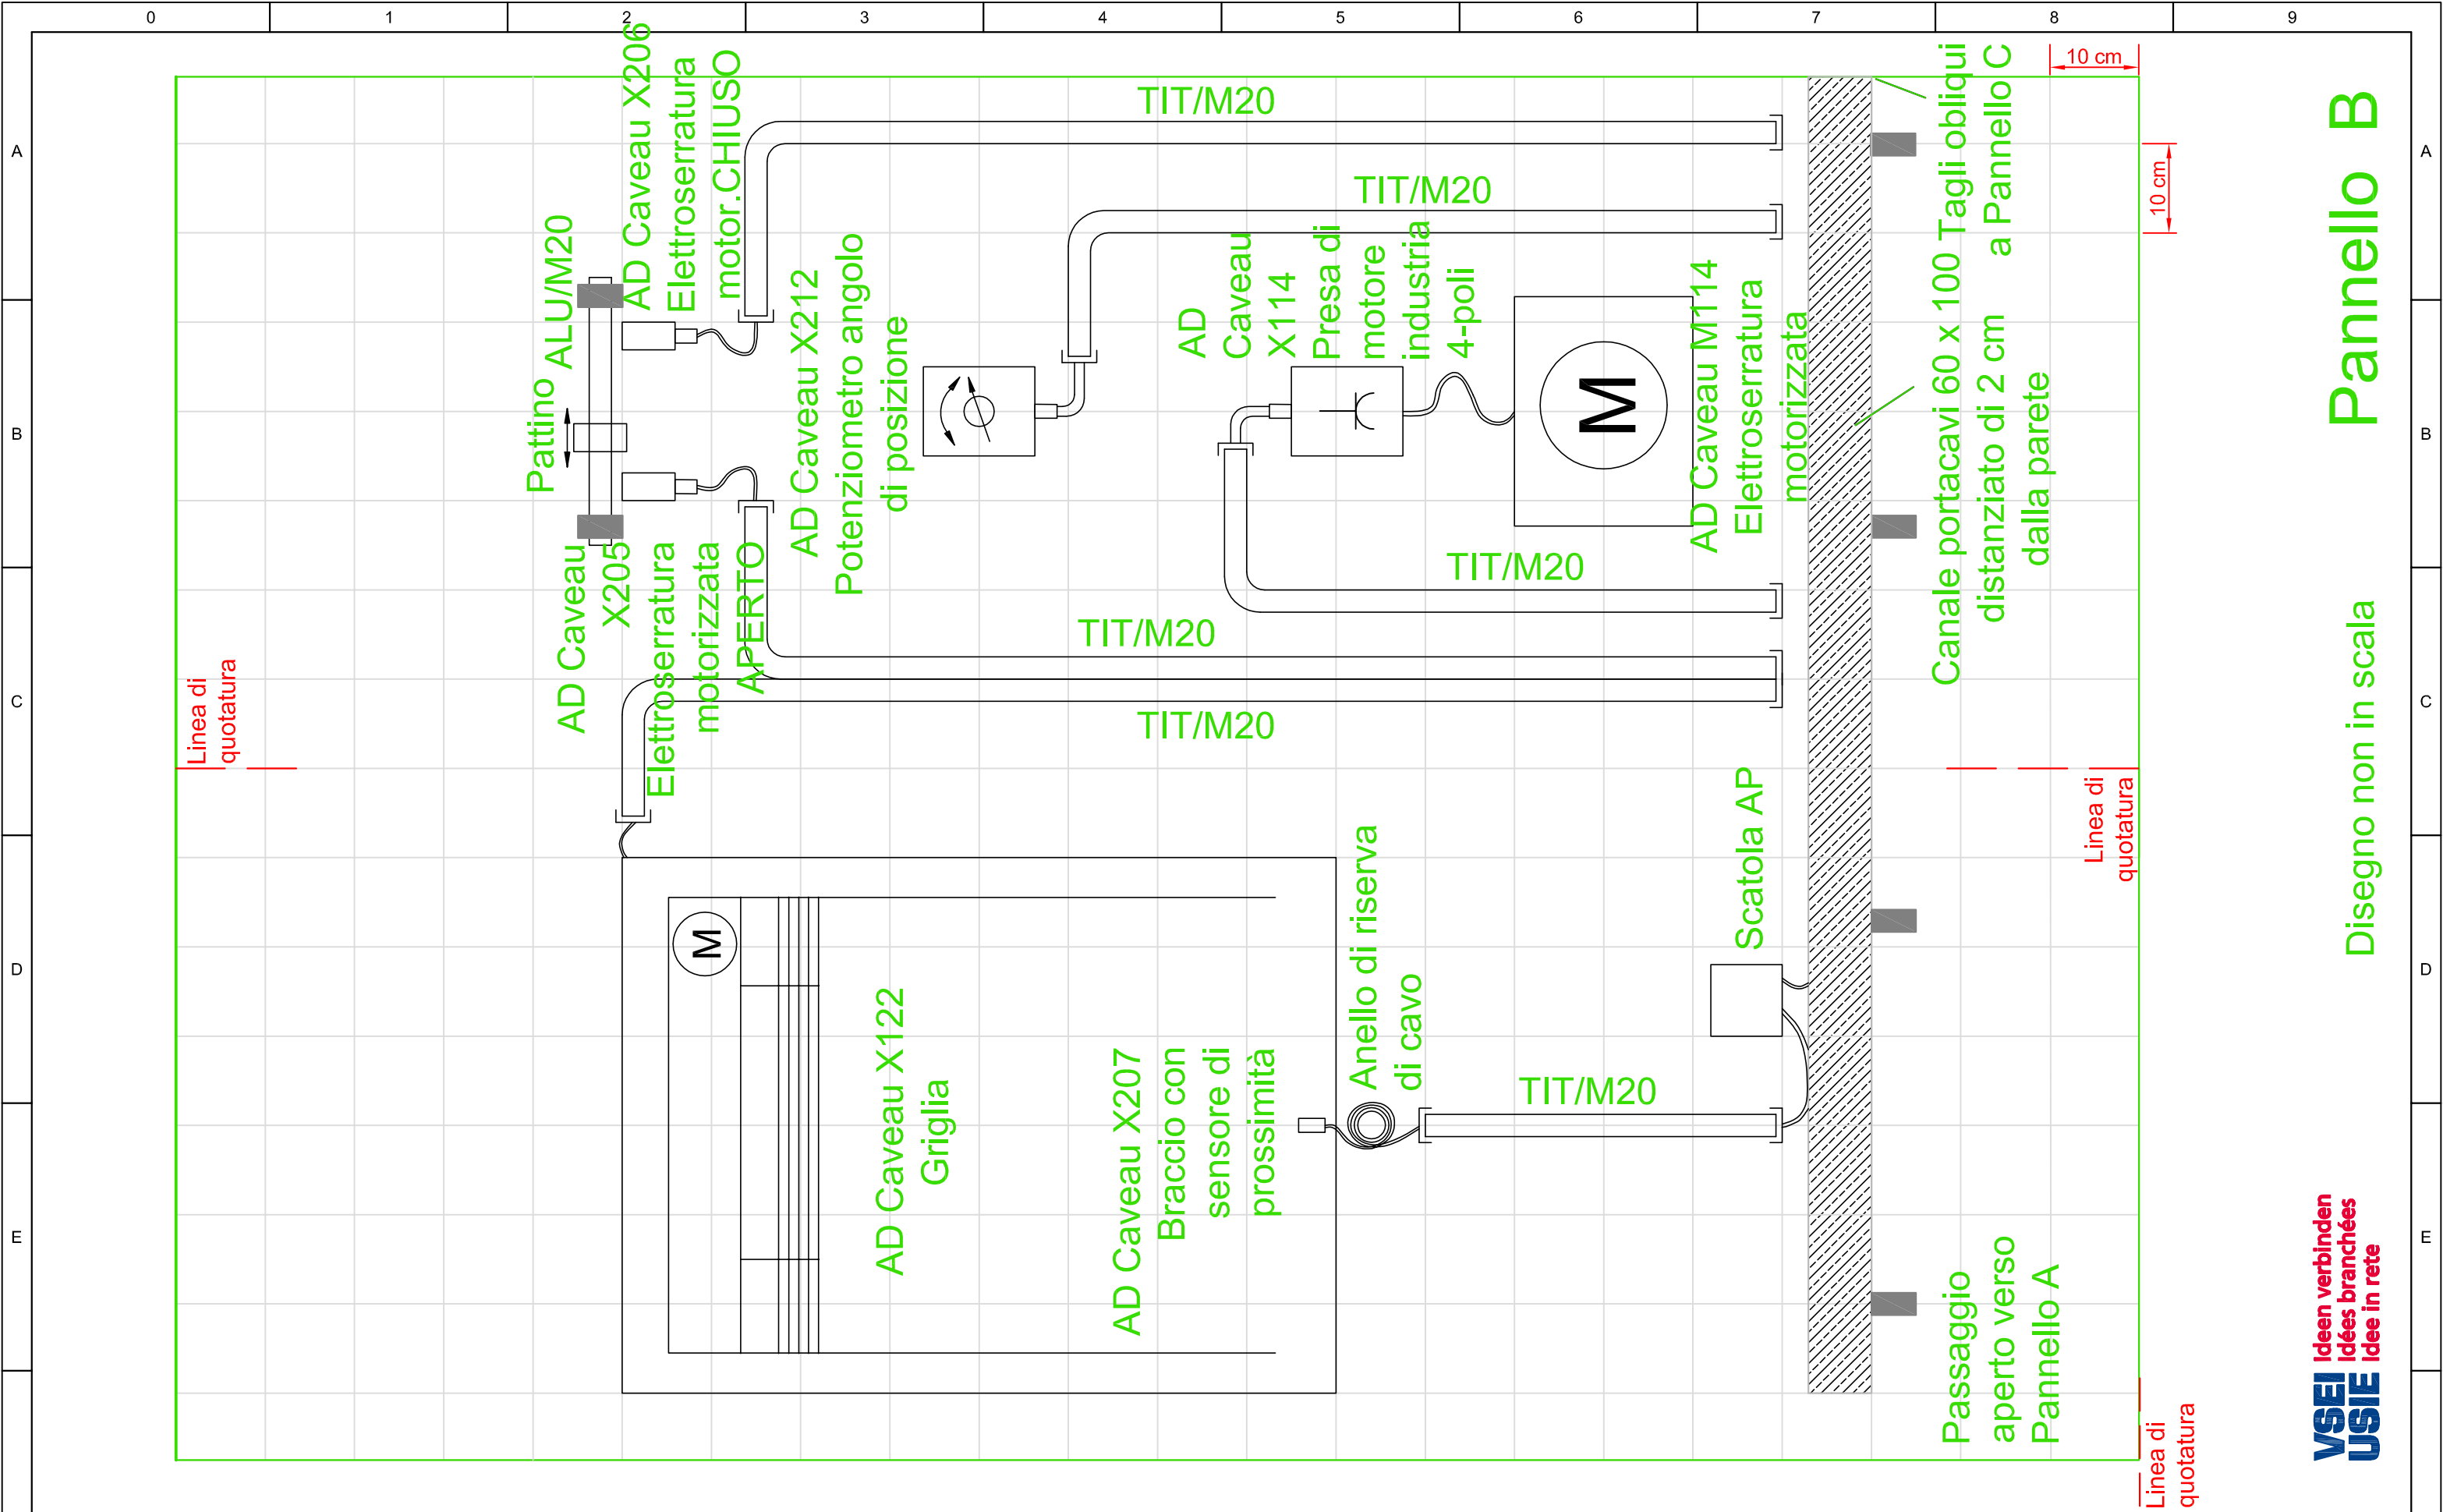 0 1 2 3 4 5 6 7 8 9
A
B
C
D
E
A
B
C
D
E
Pannello B
Disegno non in scala
10 cm
10 cm
Linea di
quotatura
Linea di
quotatura
Linea di
quotatura
Pattino
ALU/M20
AD Caveau X206
Elettroserratura
motor.CHIUSO
AD Caveau
X205
Elettroserratura
motorizzata
APERTO
AD Caveau X212
Potenziometro angolo
di posizione
AD
Caveau
X114
Presa di
motore
industria
4-poli
M
AD Caveau M114
Elettroserratura
motorizzata
TIT/M20
TIT/M20
TIT/M20
TIT/M20
TIT/M20
TIT/M20
M
AD Caveau X122
Griglia
AD Caveau X207
Braccio con
sensore di
prossimità
Anello di riserva
di cavo
Scatola AP
Tagli obliqui
a Pannello C
Canale portacavi 60 x 100
distanziato di 2 cm
dalla parete
Passaggio
aperto verso
Pannello A
VSEI
USIE
Ideen verbinden
Idées branchées
Idee in rete